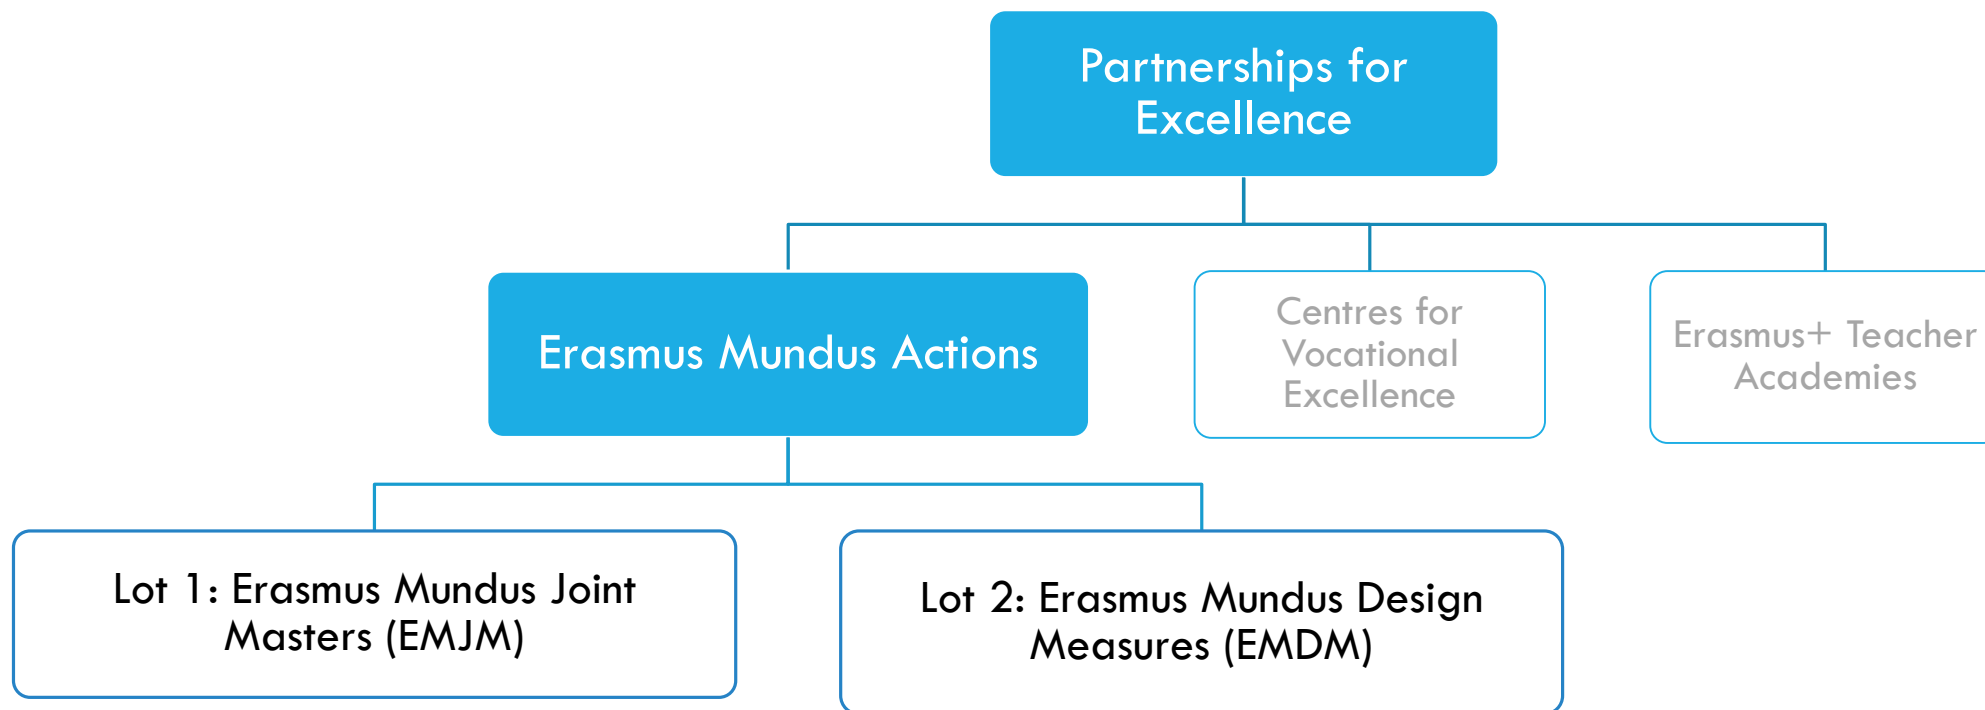 Partnerships for
Excellence
Erasmus Mundus Actions
Centres for
Vocational
Excellence
Erasmus+ Teacher
Academies
Lot 1: Erasmus Mundus Joint
Masters (EMJM)
Lot 2: Erasmus Mundus Design
Measures (EMDM)